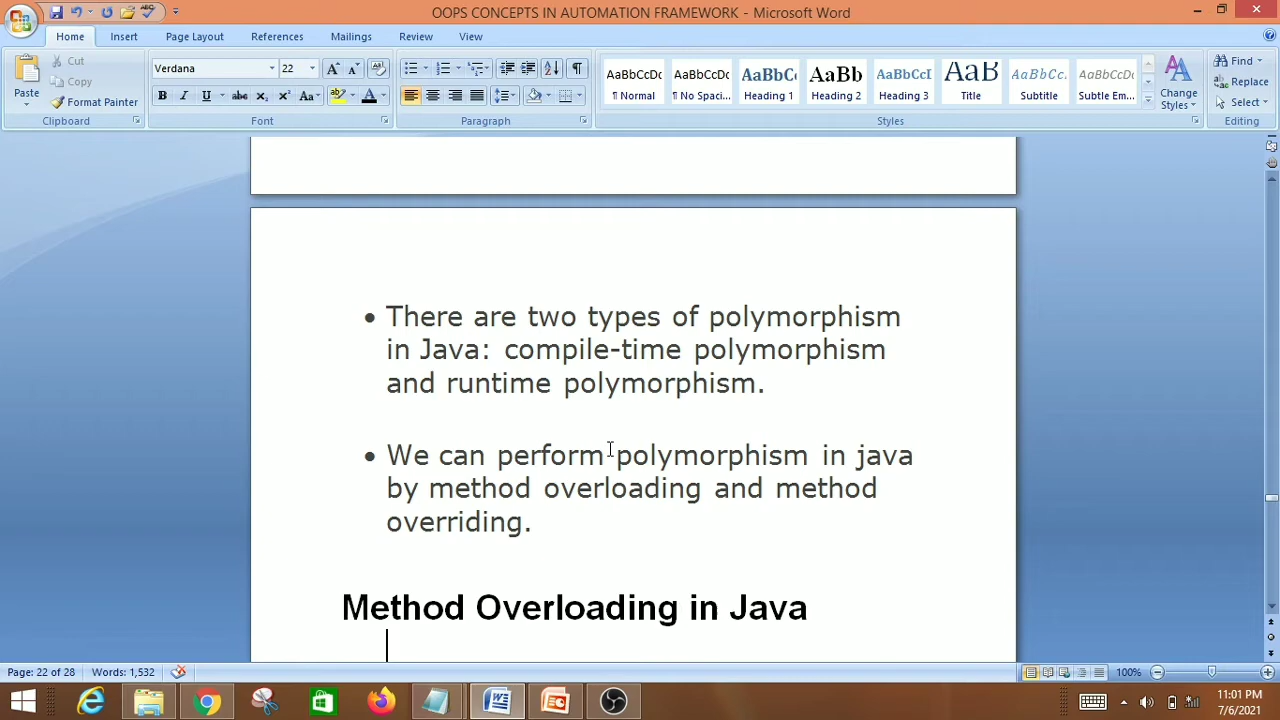 OOPS CONCEPTS IN AUTOMATION FRAMEWORK - Microsoft Word
Home Insert Page Layout References Mailings Review View
Cut
Copy
Format Painter
Paste
Clipboard
Verdana 22
Font
Paragraph
AaBbCcDc AaBbCcDc AaBbC AaBb AaBbCcI AaB AaBbCc. AaBbCcDc
¶ Normal ¶ No Spaci... Heading 1 Heading 2 Heading 3 Title Subtitle Subtle Em...
Change
Styles
Styles
Find
Replace
Select
Editing
• There are two types of polymorphism
in Java: compile-time polymorphism
and runtime polymorphism.
• We can perform polymorphism in java
by method overloading and method
overriding.
Method Overloading in Java
Page: 22 of 28 Words: 1,532 100%
11:01 PM
7/6/2021